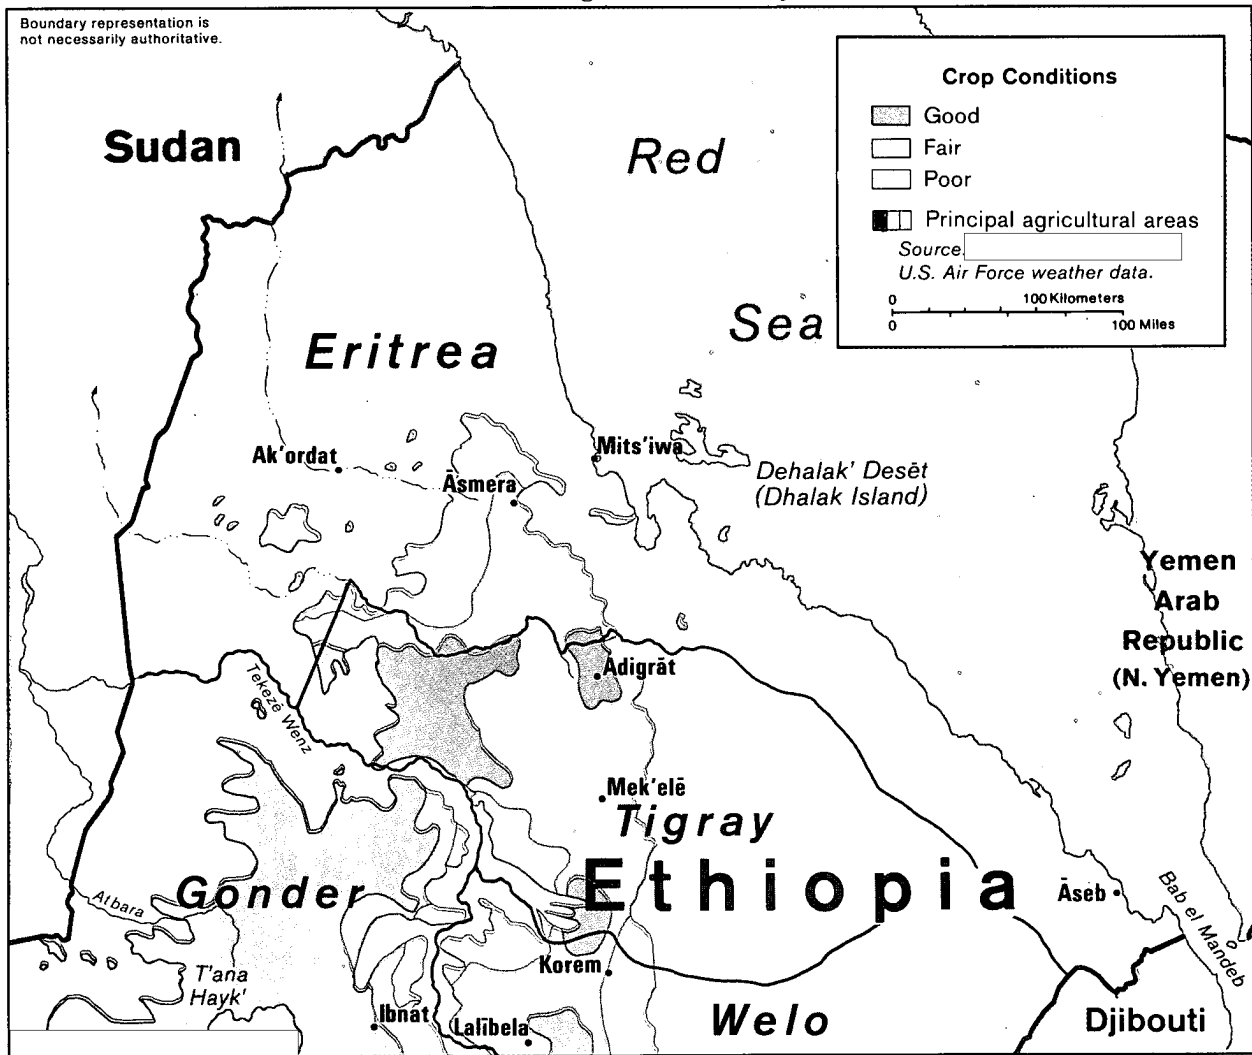 Boundary representation is
not necessarily authoritative.
Crop Conditions
Good
Fair
Poor
Principal agricultural areas
Source.
U.S. Air Force weather data.
0 100 Kilometers
0 100 Miles
Sudan
Red
Sea
Eritrea
Ak'ordat
Āsmera
Mits'iwa
Dehalak' Desēt
(Dhalak Island)
Yemen
Arab
Republic
(N. Yemen)
Adigrāt
Tekezē Wenz
Mek'elē
Tigray
Ethiopia
Gonder
Atbara
Āseb
Bab el Mandeb
T'ana
Hayk'
Korem
Ibnat
Lalībela
Welo
Djibouti